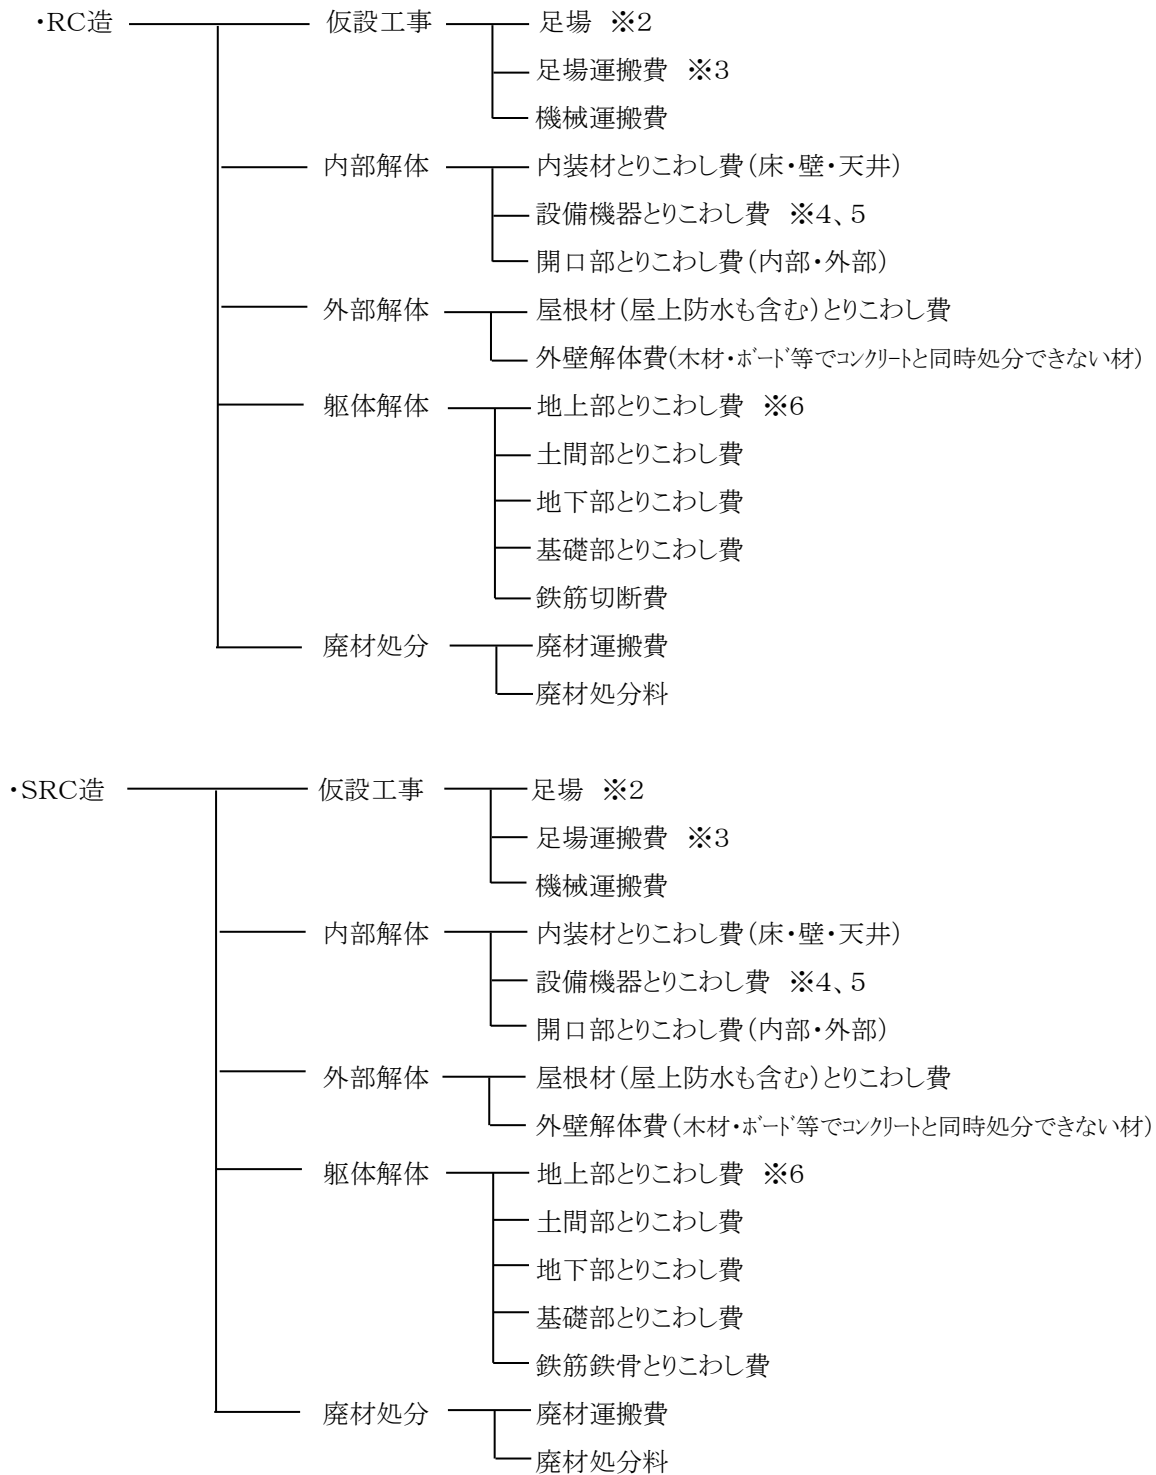 ・RC造 仮設工事 足場 ※2
足場運搬費 ※3
機械運搬費
内部解体 内装材とりこわし費(床・壁・天井)
設備機器とりこわし費 ※4、5
開口部とりこわし費(内部・外部)
外部解体 屋根材(屋上防水も含む)とりこわし費
外壁解体費(木材・ボード等でコンクリートと同時処分できない材)
躯体解体 地上部とりこわし費 ※6
土間部とりこわし費
地下部とりこわし費
基礎部とりこわし費
鉄筋切断費
廃材処分 廃材運搬費
廃材処分料
・SRC造 仮設工事 足場 ※2
足場運搬費 ※3
機械運搬費
内部解体 内装材とりこわし費(床・壁・天井)
設備機器とりこわし費 ※4、5
開口部とりこわし費(内部・外部)
外部解体 屋根材(屋上防水も含む)とりこわし費
外壁解体費(木材・ボード等でコンクリートと同時処分できない材)
躯体解体 地上部とりこわし費 ※6
土間部とりこわし費
地下部とりこわし費
基礎部とりこわし費
鉄筋鉄骨とりこわし費
廃材処分 廃材運搬費
廃材処分料